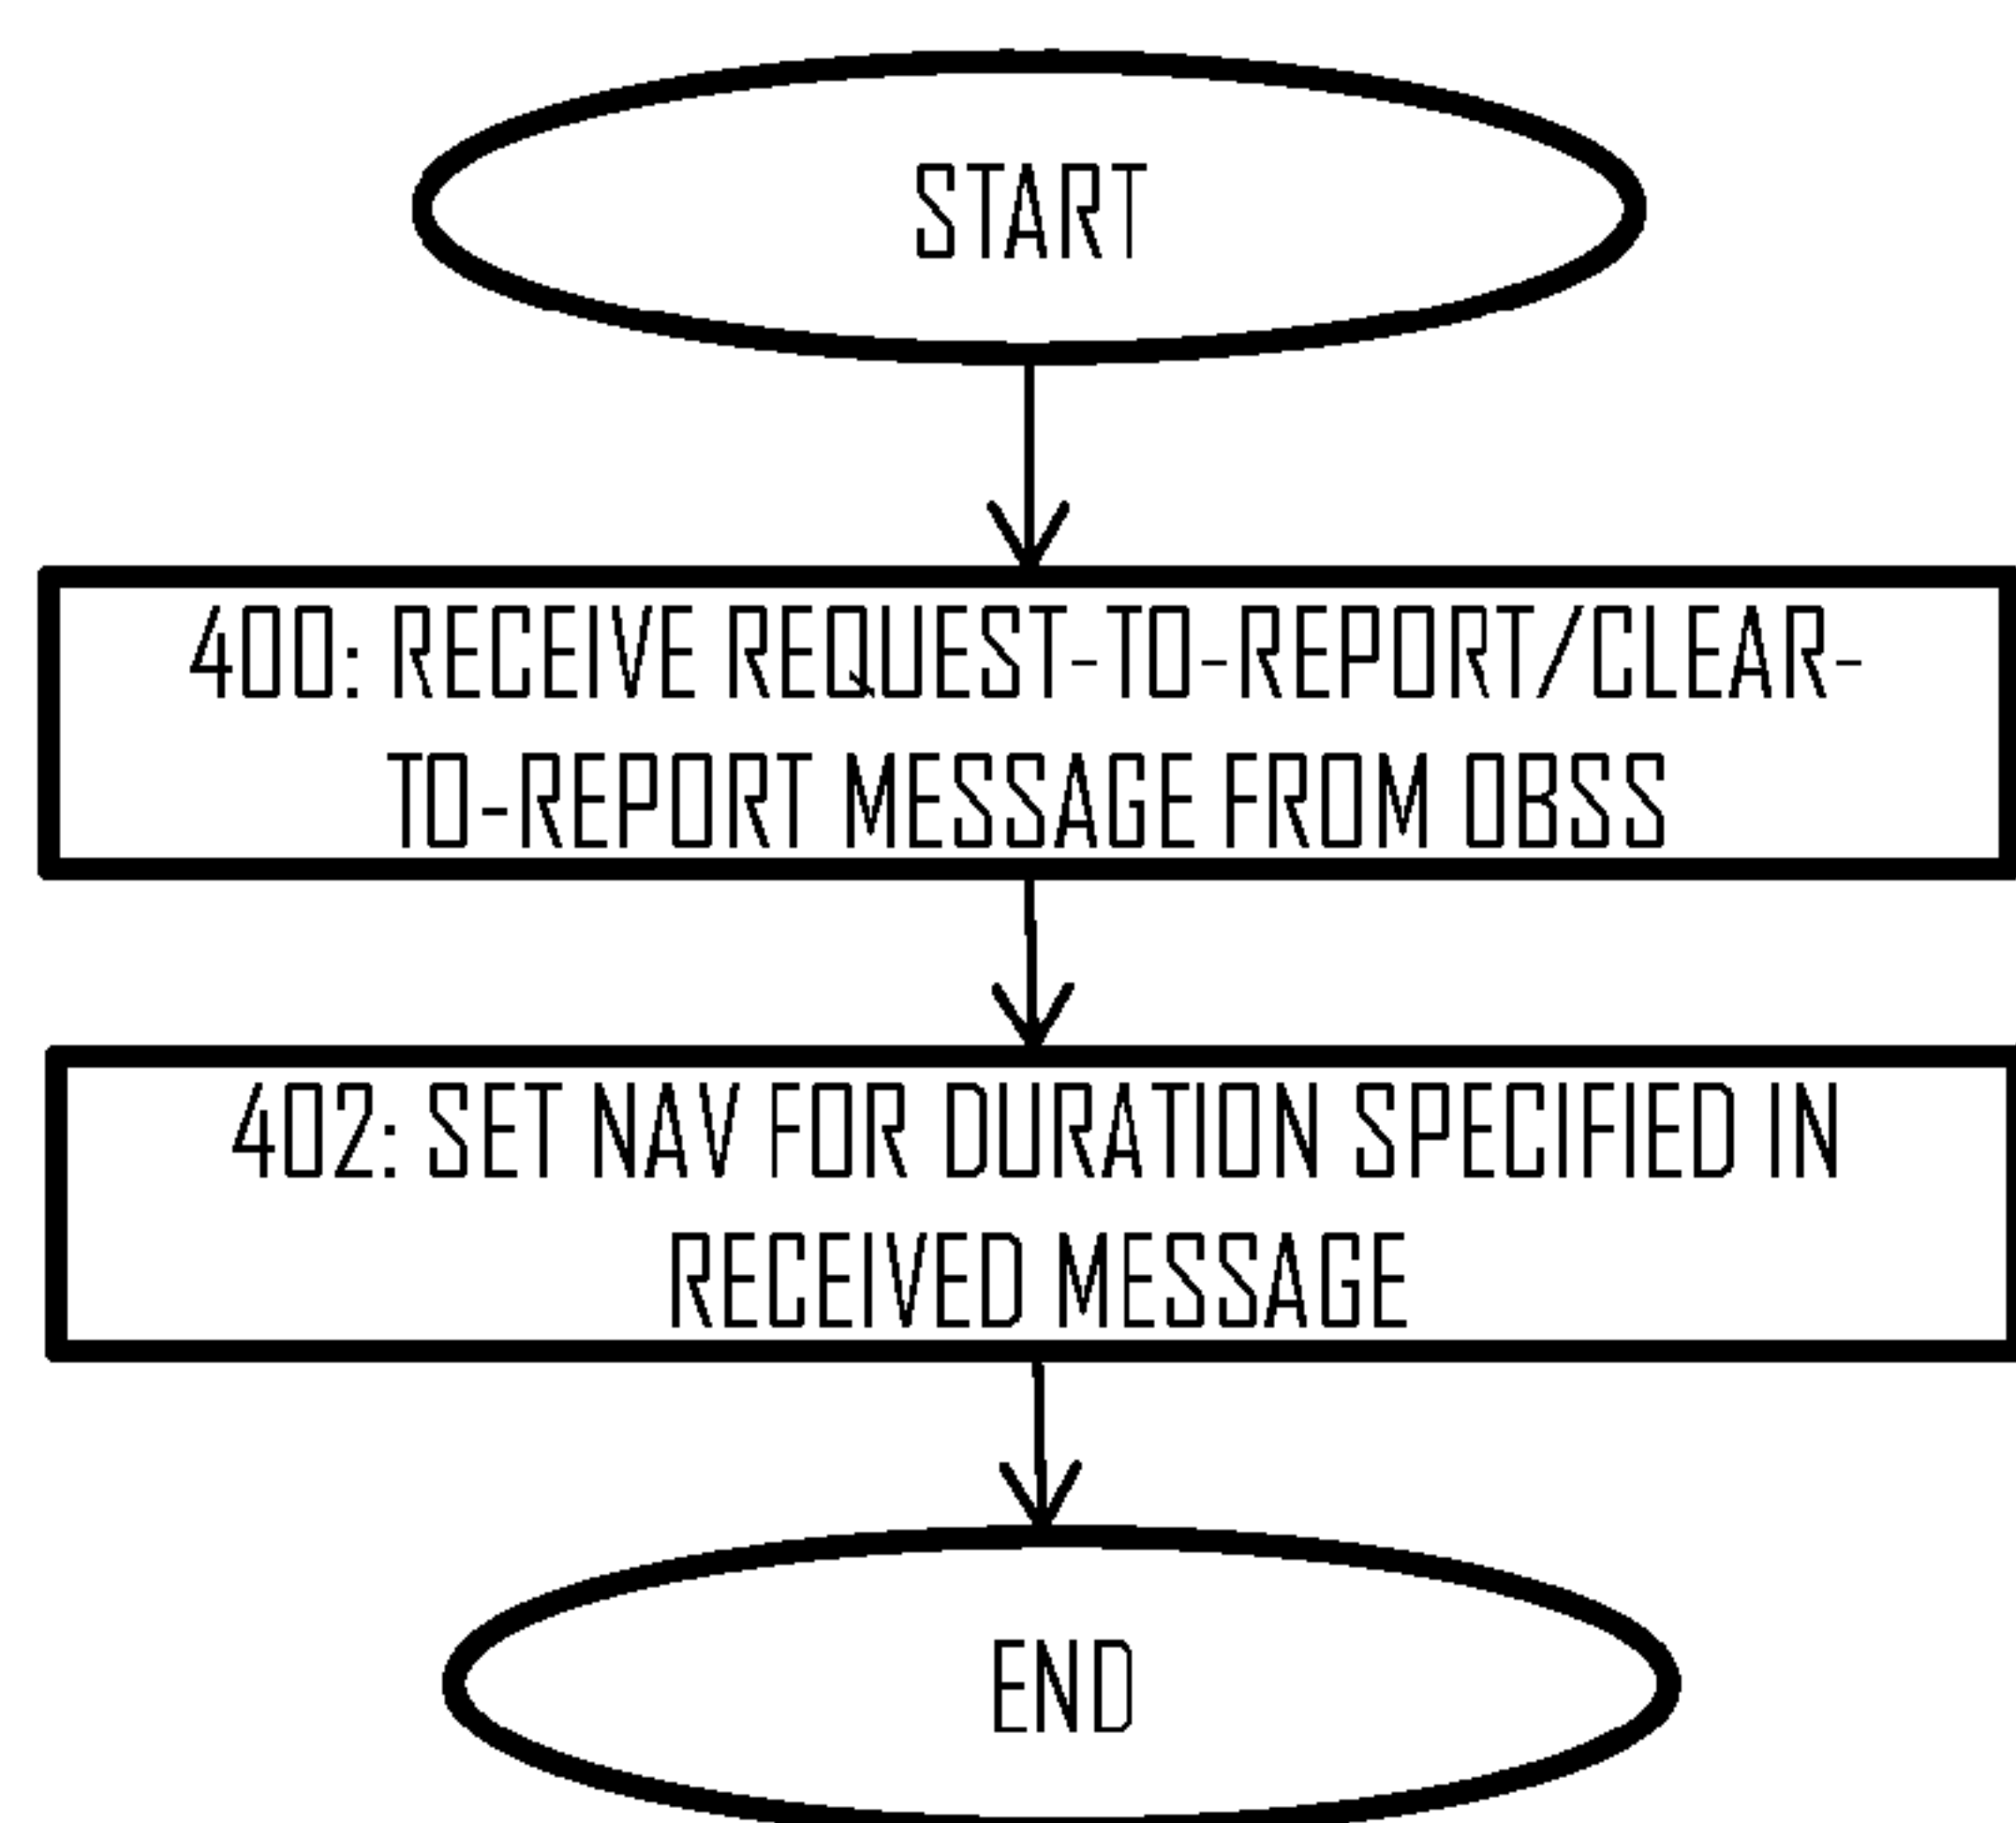 START
400: RECEIVE REQUEST-TO-REPORT/CLEAR-
TO-REPORT MESSAGE FROM OBSS
402: SET NAV FOR DURATION SPECIFIED IN
RECEIVED MESSAGE
END